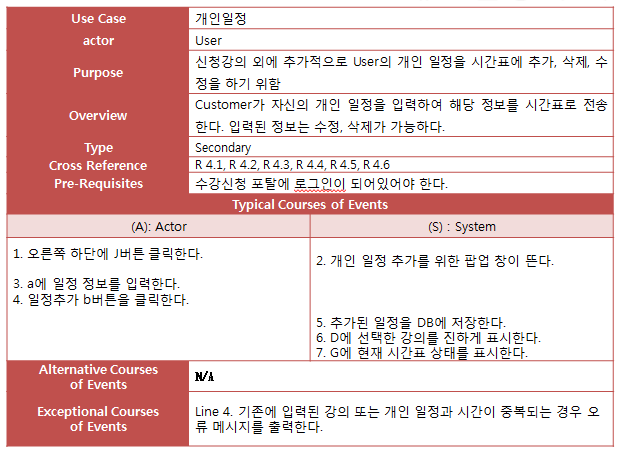 Use Case 개인일정
actor User
Purpose 신청강의 외에 추가적으로 User의 개인 일정을 시간표에 추가, 삭제, 수
정을 하기 위함
Overview Customer가 자신의 개인 일정을 입력하여 해당 정보를 시간표로 전송
한다. 입력된 정보는 수정, 삭제가 가능하다.
Type Secondary
Cross Reference R 4.1, R 4.2, R 4.3, R 4.4, R 4.5, R 4.6
Pre-Requisites 수강신청 포탈에 로그인이 되어있어야 한다.
Typical Courses of Events
(A): Actor (S) : System
1. 오른쪽 하단에 J버튼 클릭한다.
2. 개인 일정 추가를 위한 팝업 창이 뜬다.
3. a에 일정 정보를 입력한다.
4. 일정추가 b버튼을 클릭한다.
5. 추가된 일정을 DB에 저장한다.
6. D에 선택한 강의를 진하게 표시한다.
7. G에 현재 시간표 상태를 표시한다.
Alternative Courses
of Events
N/A
Exceptional Courses
of Events
Line 4. 기존에 입력된 강의 또는 개인 일정과 시간이 중복되는 경우 오
류 메시지를 출력한다.